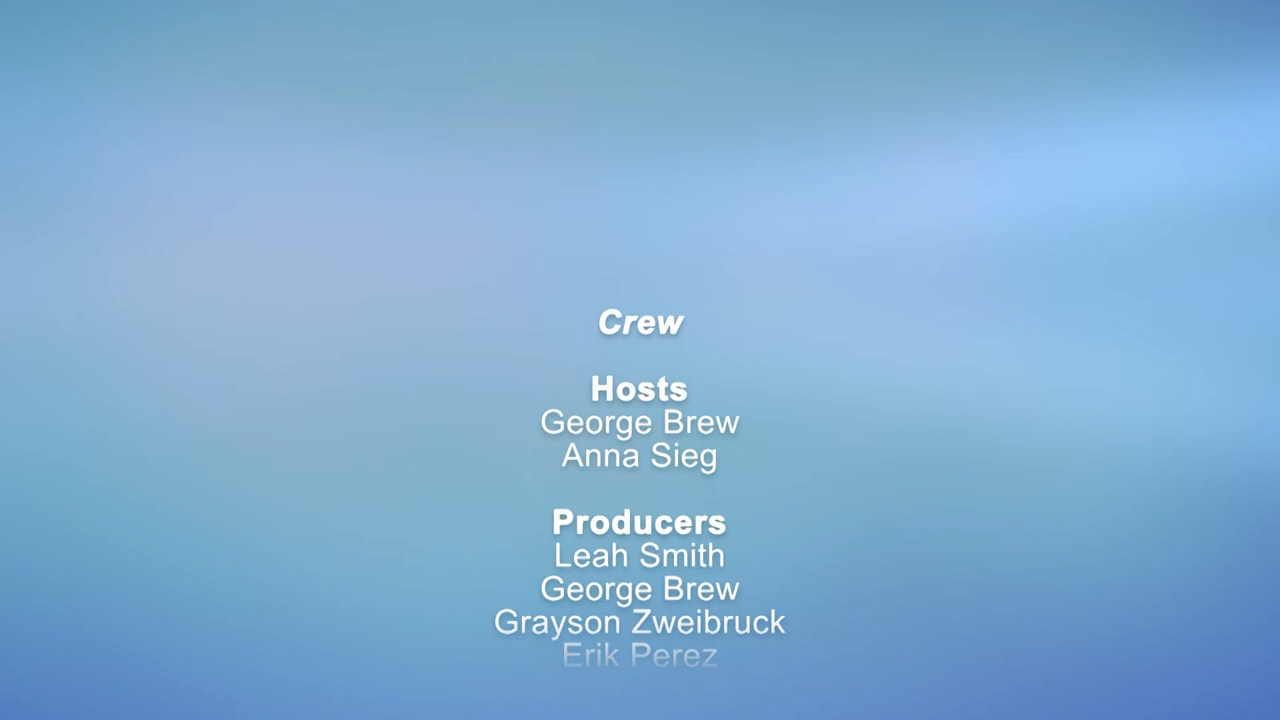 Crew
Hosts
George Brew
Anna Sieg
Producers
Leah Smith
George Brew
Grayson Zweibruck
Erik Perez